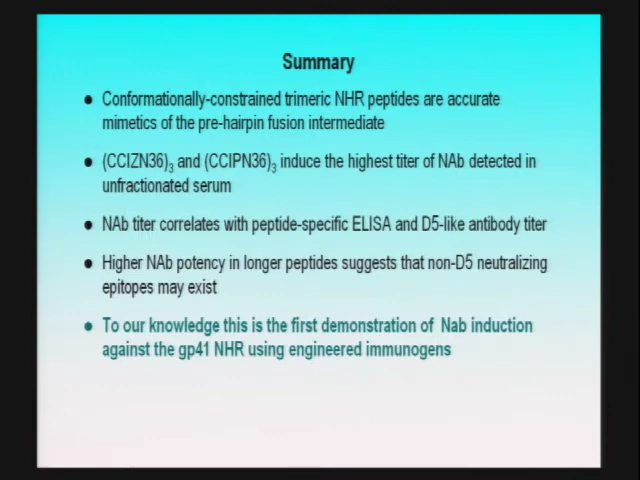 Summary
● Conformationally-constrained trimeric NHR peptides are accurate
mimetics of the pre-hairpin fusion intermediate
● (CCIZN36)₃ and (CCIPN36)₃ induce the highest titer of NAb detected in
unfractionated serum
● NAb titer correlates with peptide-specific ELISA and D5-like antibody titer
● Higher NAb potency in longer peptides suggests that non-D5 neutralizing
epitopes may exist
● To our knowledge this is the first demonstration of Nab induction
against the gp41 NHR using engineered immunogens